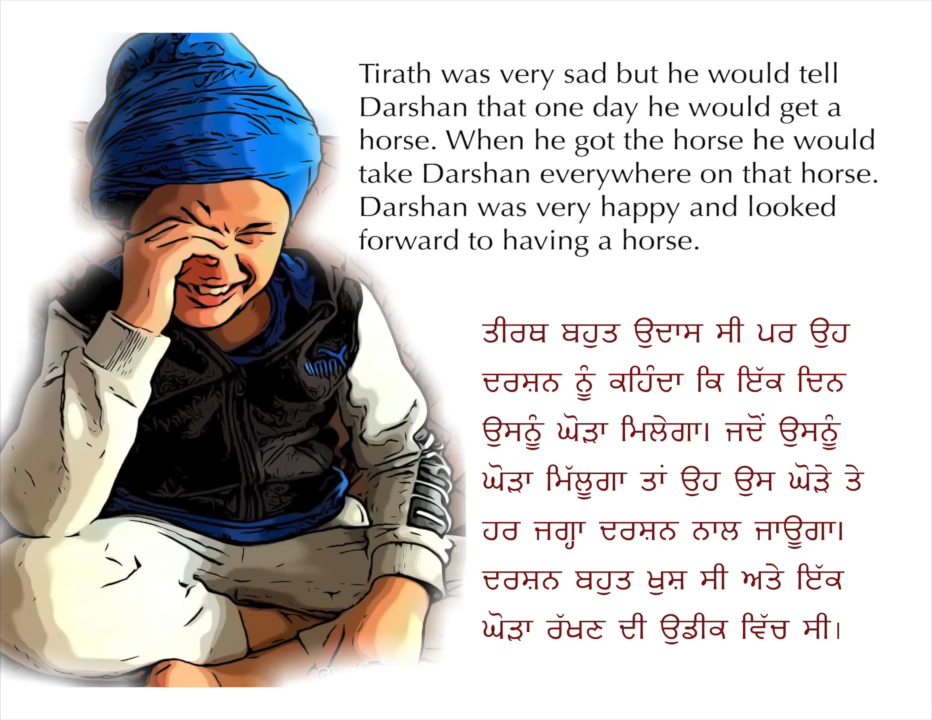 Tirath was very sad but he would tell
Darshan that one day he would get a
horse. When he got the horse he would
take Darshan everywhere on that horse.
Darshan was very happy and looked
forward to having a horse.
ਤੀਰਥ ਬਹੁਤ ਉਦਾਸ ਸੀ ਪਰ ਉਹ
ਦਰਸ਼ਨ ਨੂੰ ਕਹਿੰਦਾ ਕਿ ਇੱਕ ਦਿਨ
ਉਸਨੂੰ ਘੋੜਾ ਮਿਲੇਗਾ। ਜਦੋਂ ਉਸਨੂੰ
ਘੋੜਾ ਮਿੱਲੂਗਾ ਤਾਂ ਉਹ ਉਸ ਘੋੜੇ ਤੇ
ਹਰ ਜਗ੍ਹਾ ਦਰਸ਼ਨ ਨਾਲ ਜਾਊਗਾ।
ਦਰਸ਼ਨ ਬਹੁਤ ਖੁਸ਼ ਸੀ ਅਤੇ ਇੱਕ
ਘੋੜਾ ਰੱਖਣ ਦੀ ਉਡੀਕ ਵਿੱਚ ਸੀ।